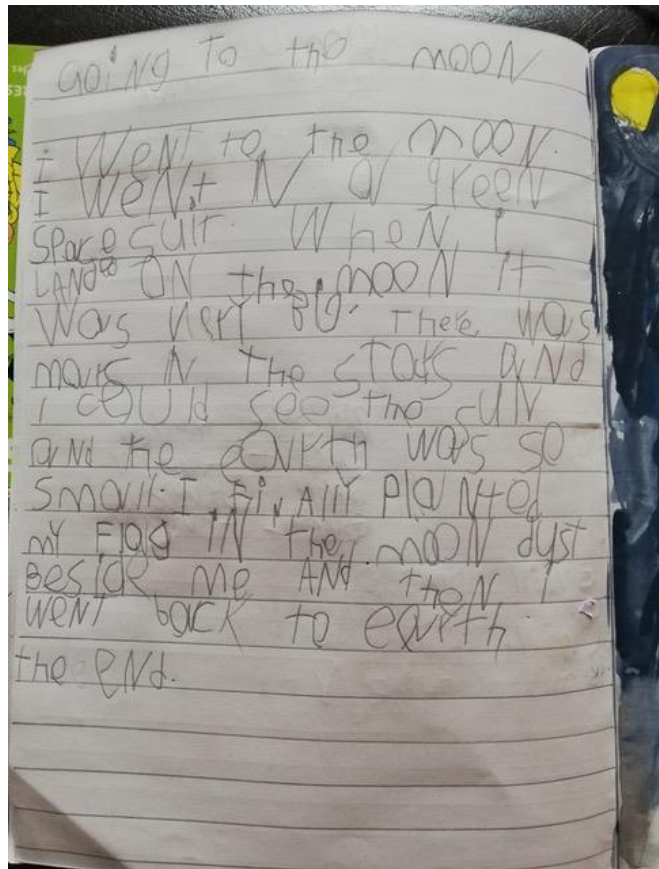 Going To the moon
i Went to the moon.
I Went IN a green
Space suit. When I
LANded ON the moon it
Was very big. There was
mars IN the stars aNd
i could see the suN
aNd the earth was so
small. I FiNAllY PlaNted
mY Flag IN the moon dust
Beside me ANd theN I
WeNt back to earth.
the eNd.